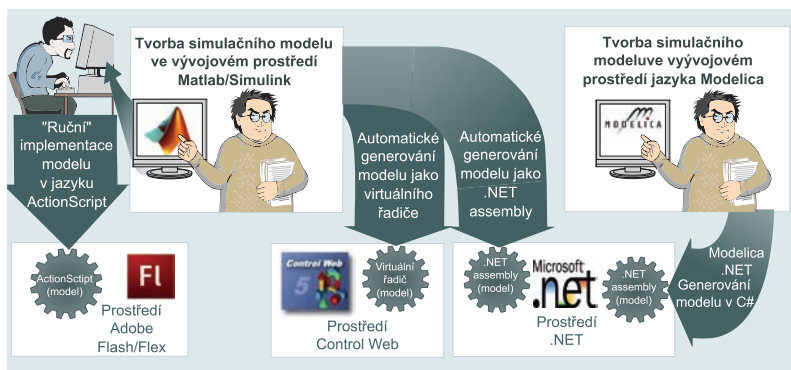 Tvorba simulačního modelu
ve vývojovém prostředí
Matlab/Simulink
Tvorba simulačního
modeluve vyývojovém
prostředí jazyka Modelica
MODELICA
"Ruční"
implementace
modelu
v jazyku
ActionScript
Automatické
generování
modelu jako
virtuálního
řadiče
Automatické
generování
modelu jako
.NET
assembly
Modelica
.NET
Generování
modelu v C#
ActionSctipt
(model)
FL
Prostředí
Adobe
Flash/Flex
Control Web
5
Virtuální
řadič
(model)
Prostředí
Control Web
.NET
assembly
(model)
Microsoft
.net
.NET
assembly
(model)
Prostředí
.NET